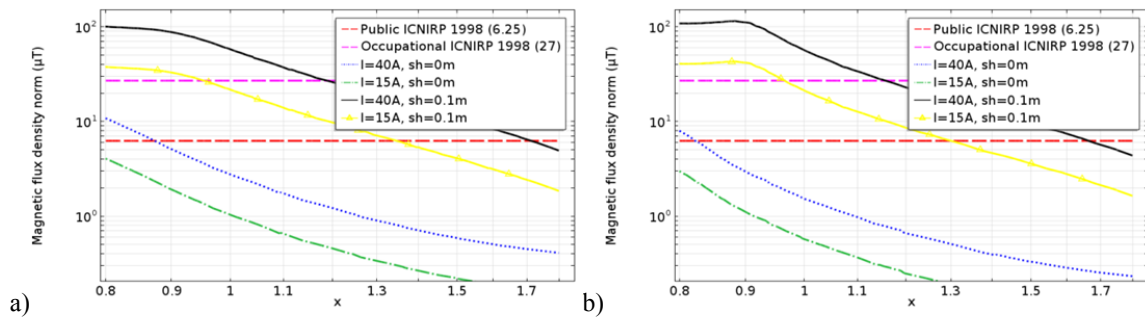 Magnetic flux density norm (μT)
10²
10¹
10⁰
Public ICNIRP 1998 (6.25)
Occupational ICNIRP 1998 (27)
I=40A, sh=0m
I=15A, sh=0m
I=40A, sh=0.1m
I=15A, sh=0.1m
0.8 0.9 1 1.1 1.3 1.5 1.7
x
a)
Magnetic flux density norm (μT)
10²
10¹
10⁰
Public ICNIRP 1998 (6.25)
Occupational ICNIRP 1998 (27)
I=40A, sh=0m
I=15A, sh=0m
I=40A, sh=0.1m
I=15A, sh=0.1m
0.8 0.9 1 1.1 1.3 1.5 1.7
x
b)